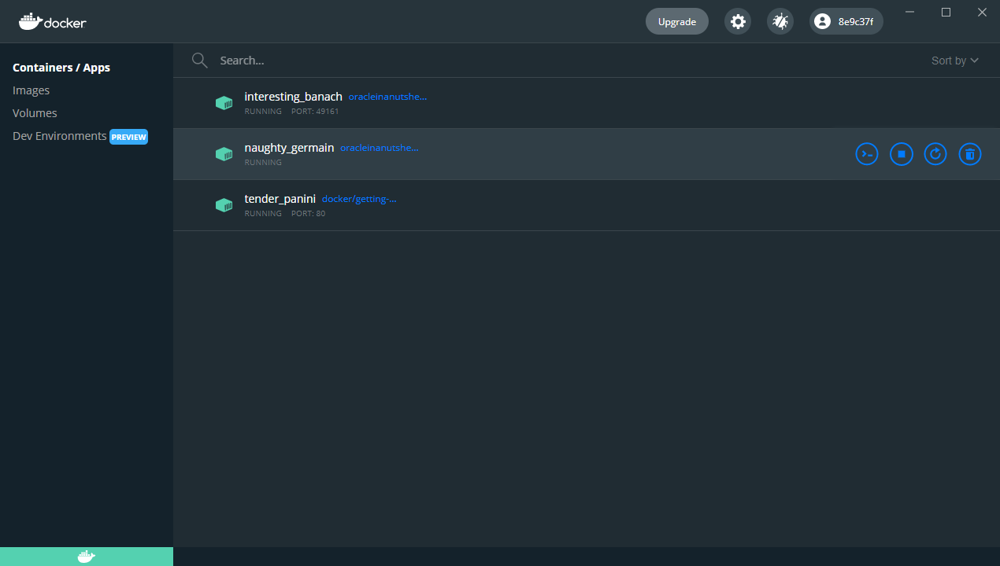 docker
Upgrade
8e9c37f
Containers / Apps
Images
Volumes
Dev Environments PREVIEW
Search...
Sort by
interesting_banach oracleinanutshe...
RUNNING PORT: 49161
naughty_germain oracleinanutshe...
RUNNING
tender_panini docker/getting-...
RUNNING PORT: 80